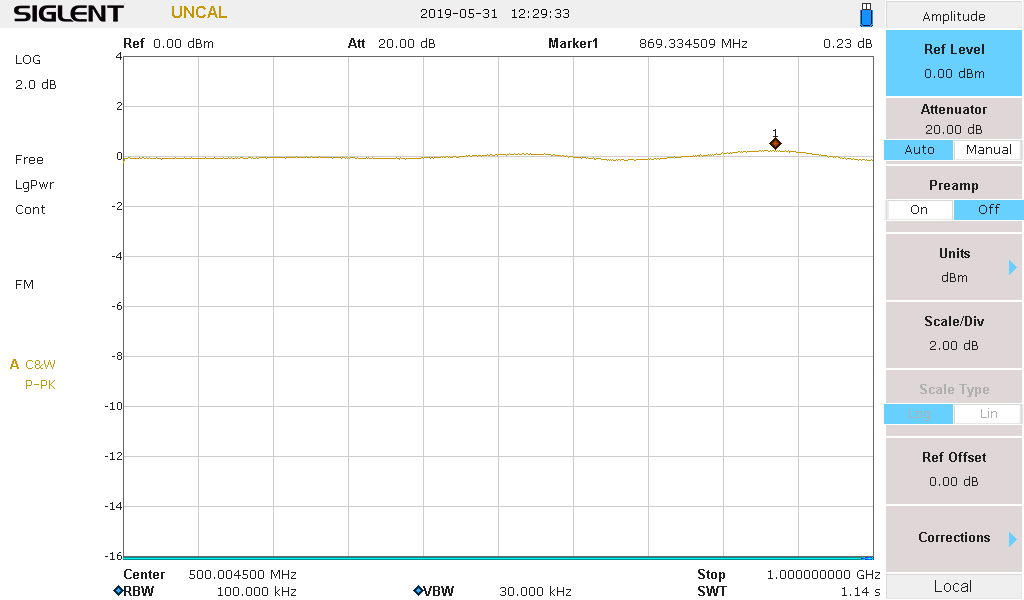 SIGLENT UNCAL 2019-05-31 12:29:33 Amplitude
Ref 0.00 dBm Att 20.00 dB Marker1 869.334509 MHz 0.23 dB
LOG
2.0 dB
Free
LgPwr
Cont
FM
A C&W
P-PK
4
2
0
-2
-4
-6
-8
-10
-12
-14
-16
1
Center 500.004500 MHz Stop 1.000000000 GHz
RBW 100.000 kHz VBW 30.000 kHz SWT 1.14 s
Ref Level
0.00 dBm
Attenuator
20.00 dB
Auto Manual
Preamp
On Off
Units
dBm
Scale/Div
2.00 dB
Scale Type
Log Lin
Ref Offset
0.00 dB
Corrections
Local